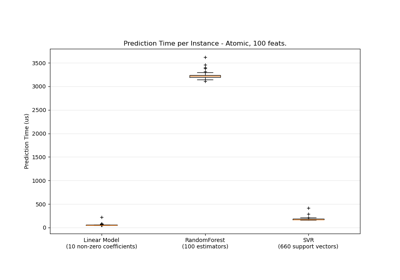 Prediction Time per Instance - Atomic, 100 feats.
Prediction Time (us)
3500
3000
2500
2000
1500
1000
500
0
Linear Model
(10 non-zero coefficients)
RandomForest
(100 estimators)
SVR
(660 support vectors)